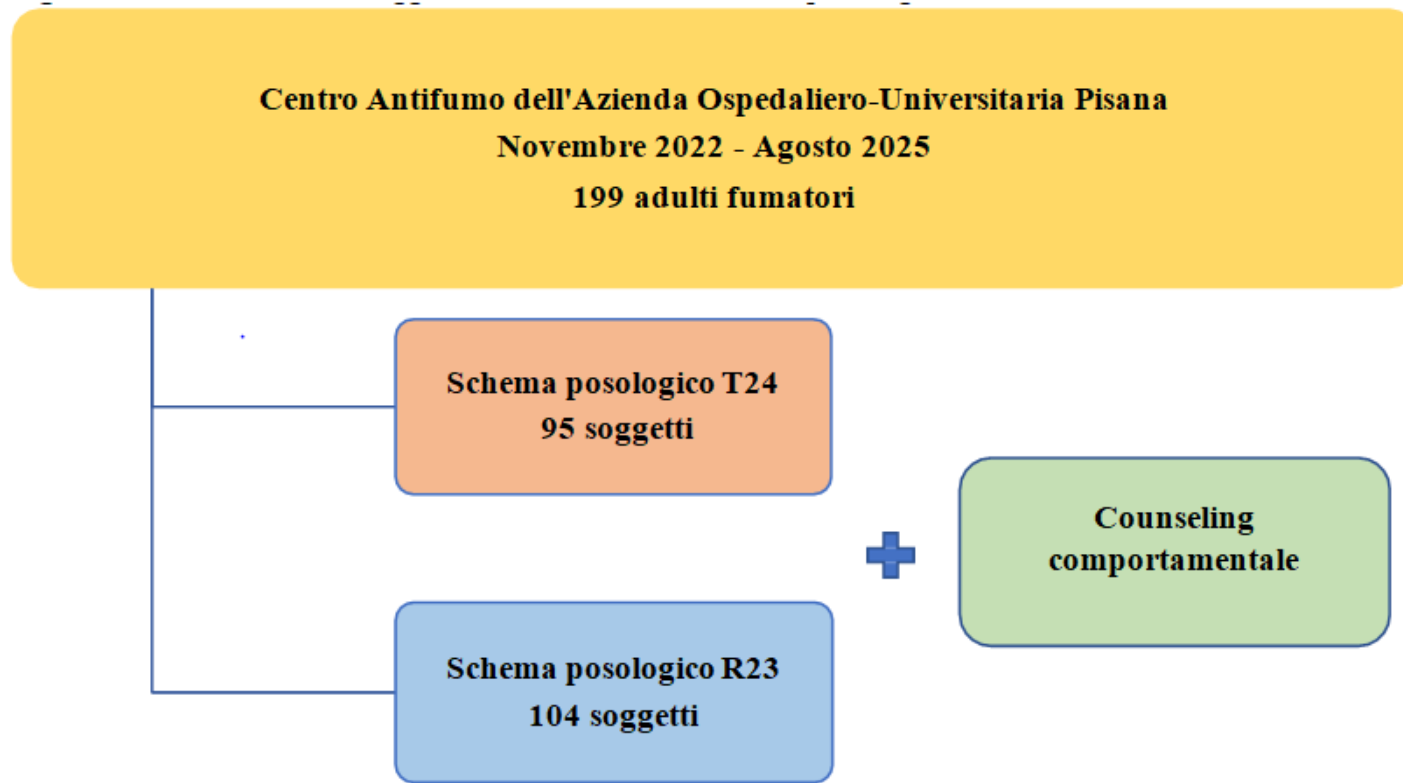 Centro Antifumo dell'Azienda Ospedaliero-Universitaria Pisana
Novembre 2022 - Agosto 2025
199 adulti fumatori
Schema posologico T24
95 soggetti
Counseling
comportamentale
Schema posologico R23
104 soggetti